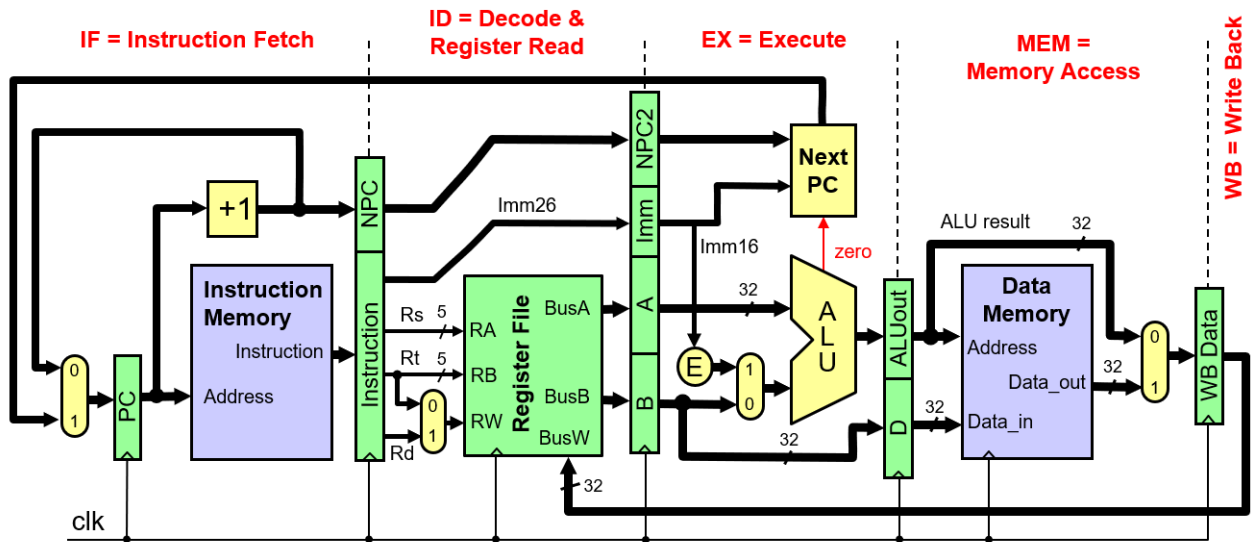 IF = Instruction Fetch
ID = Decode &
Register Read
EX = Execute
MEM =
Memory Access
WB = Write Back
+1
NPC
NPC2
Next
PC
Imm26
Imm
Imm16
zero
ALU result
32
Instruction
Memory
Instruction
Address
0
1
PC
Instruction
Rs
5
RA
Rt
5
RB
0
1
RW
Rd
Register File
BusA
BusB
BusW
32
A
B
32
E
1
0
A
L
U
32
ALUout
D
32
Data
Memory
Address
Data_out
Data_in
32
0
1
WB Data
clk